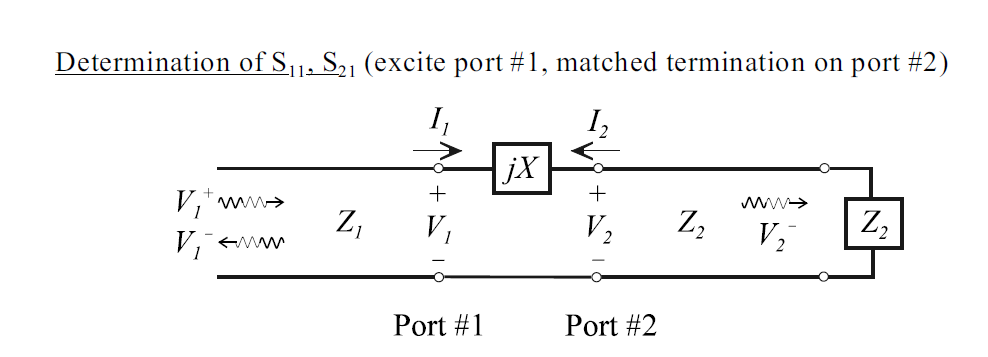 Determination of S₁₁, S₂₁ (excite port #1, matched termination on port #2)
I₁ I₂
jX
V₁⁺ + +
Z₁ V₁ V₂ Z₂ V₂⁻ Z₂
V₁⁻ − −
Port #1 Port #2